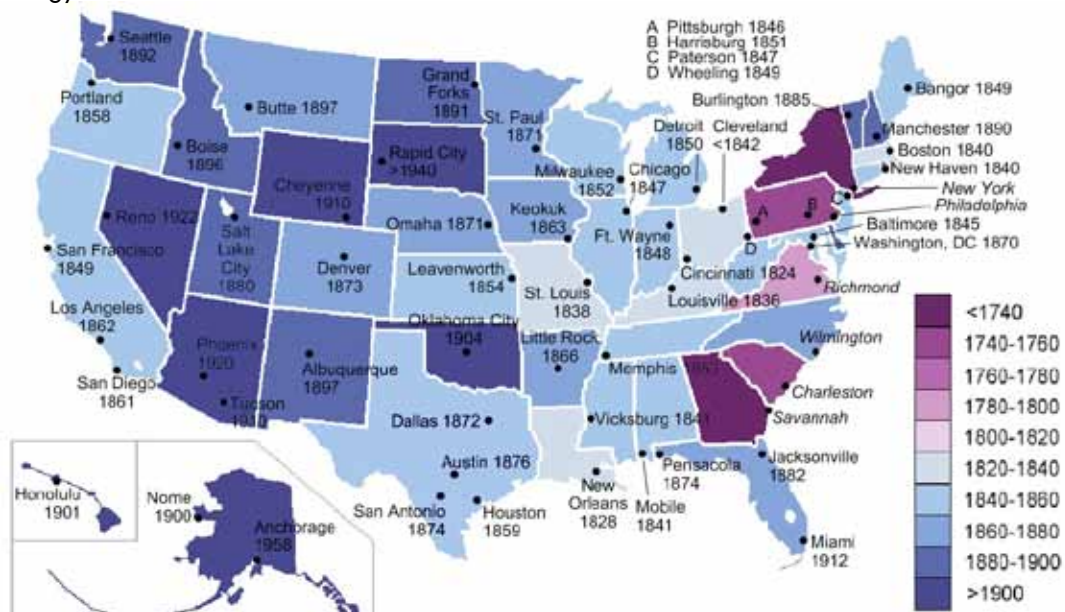 gy.
A Pittsburgh 1846
B Harrisburg 1851
C Paterson 1847
D Wheeling 1849
Seattle
1892
Portland
1858
Butte 1897
Boise
1896
Grand
Forks
1891
St. Paul
1871
Rapid City
>1940
Cheyenne
1910
Burlington 1885
Bangor 1849
Manchester 1890
Boston 1840
New Haven 1840
New York
Philadelphia
Baltimore 1845
Washington, DC 1870
Detroit
1850
Cleveland
<1842
Milwaukee
1852
Chicago
1847
A
B
C
D
Reno 1922
Salt
Lake
City
1880
Omaha 1871
Keokuk
1863
Ft. Wayne
1848
San Francisco
1849
Denver
1873
Leavenworth
1854
St. Louis
1838
Cincinnati 1824
Louisville 1836
Richmond
Los Angeles
1862
Oklahoma City
1904
Little Rock
1866
Wilmington
Phoenix
Albuquerque
1897
Memphis
Charleston
San Diego
1861
Tucson
1910
Dallas 1872
Vicksburg 1841
Savannah
Austin 1876
Pensacola
1874
Jacksonville
1882
Honolulu
1901
Nome
1900
Anchorage
1958
San Antonio
1874
Houston
1859
New
Orleans
1828
Mobile
1841
Miami
1912
<1740
1740-1760
1760-1780
1780-1800
1800-1820
1820-1840
1840-1860
1860-1880
1880-1900
>1900